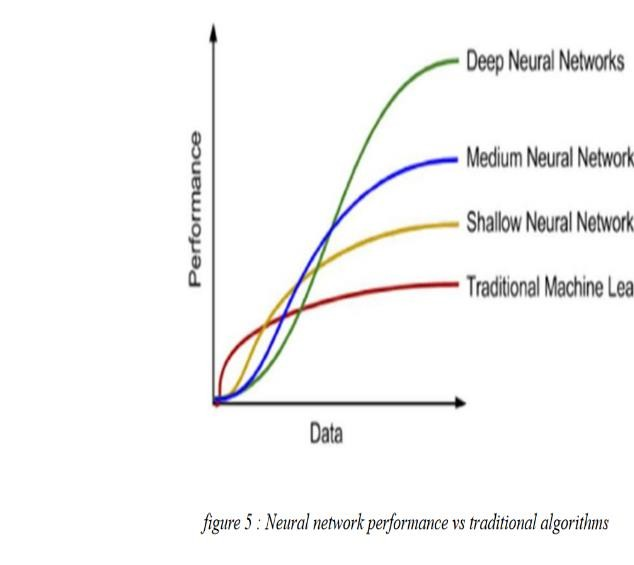 Deep Neural Networks
Medium Neural Network
Shallow Neural Network
Traditional Machine Lea
Performance
Data
figure 5 : Neural network performance vs traditional algorithms